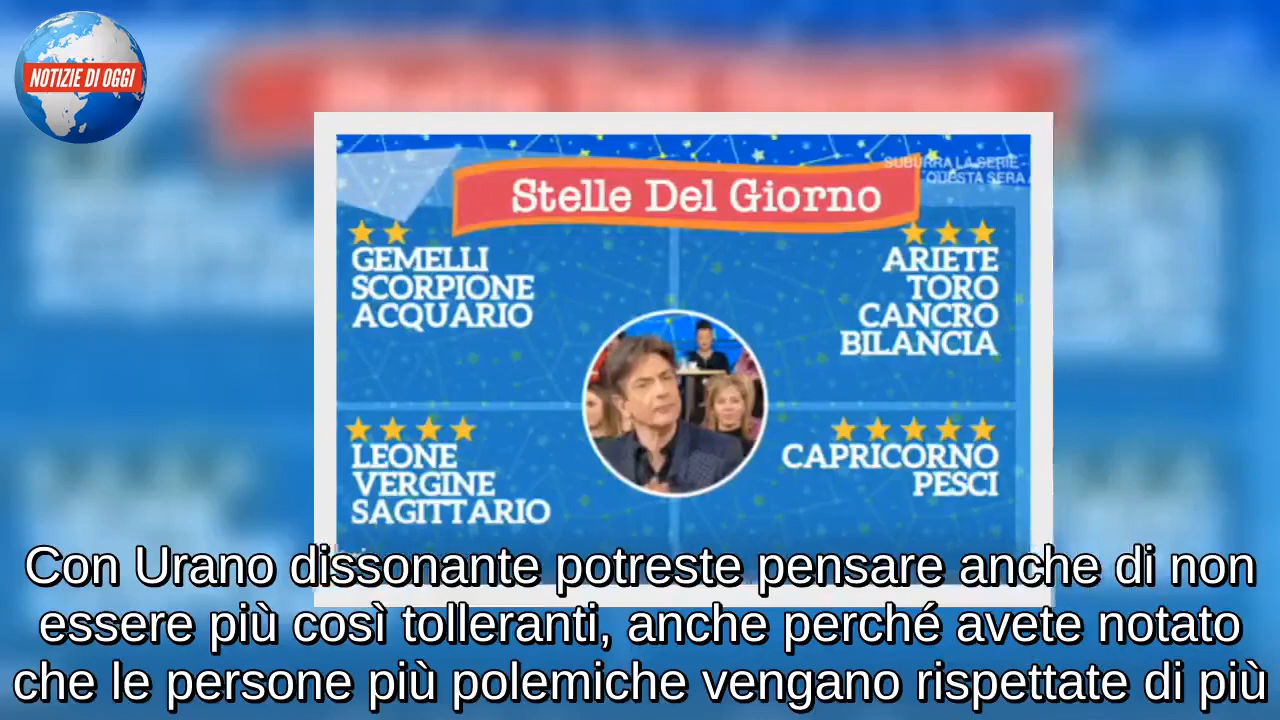 NOTIZIE DI OGGI
SUBURRA LA SERIE -
QUESTA SERA
Stelle Del Giorno
GEMELLI
SCORPIONE
ACQUARIO
ARIETE
TORO
CANCRO
BILANCIA
LEONE
VERGINE
SAGITTARIO
CAPRICORNO
PESCI
Con Urano dissonante potreste pensare anche di non
essere più così tolleranti, anche perché avete notato
che le persone più polemiche vengano rispettate di più